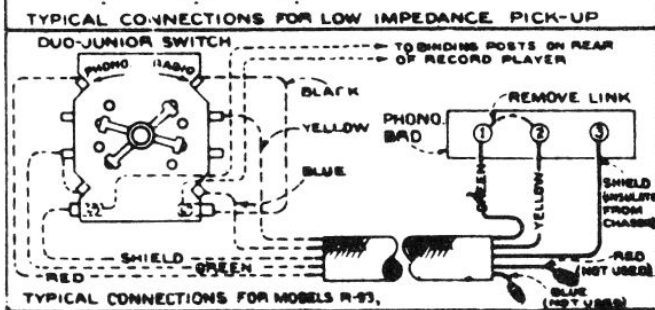 TYPICAL CONNECTIONS FOR LOW IMPEDANCE PICK-UP
DUO-JUNIOR SWITCH
PHONO. RADIO
TO BINDING POSTS ON REAR
OF RECORD PLAYER
BLACK
YELLOW
BLUE
REMOVE LINK
PHONO.
BRD
1 2 3
GREEN
YELLOW
SHIELD
(INSULATE
FROM
CHASSIS)
SHIELD
GREEN
RED
RED
(NOT USED)
BLUE
(NOT USED)
TYPICAL CONNECTIONS FOR MODELS R-93,